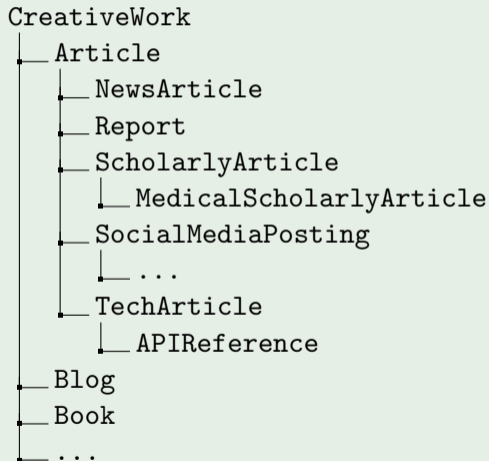 CreativeWork
Article
NewsArticle
Report
ScholarlyArticle
MedicalScholarlyArticle
SocialMediaPosting
...
TechArticle
APIReference
Blog
Book
...